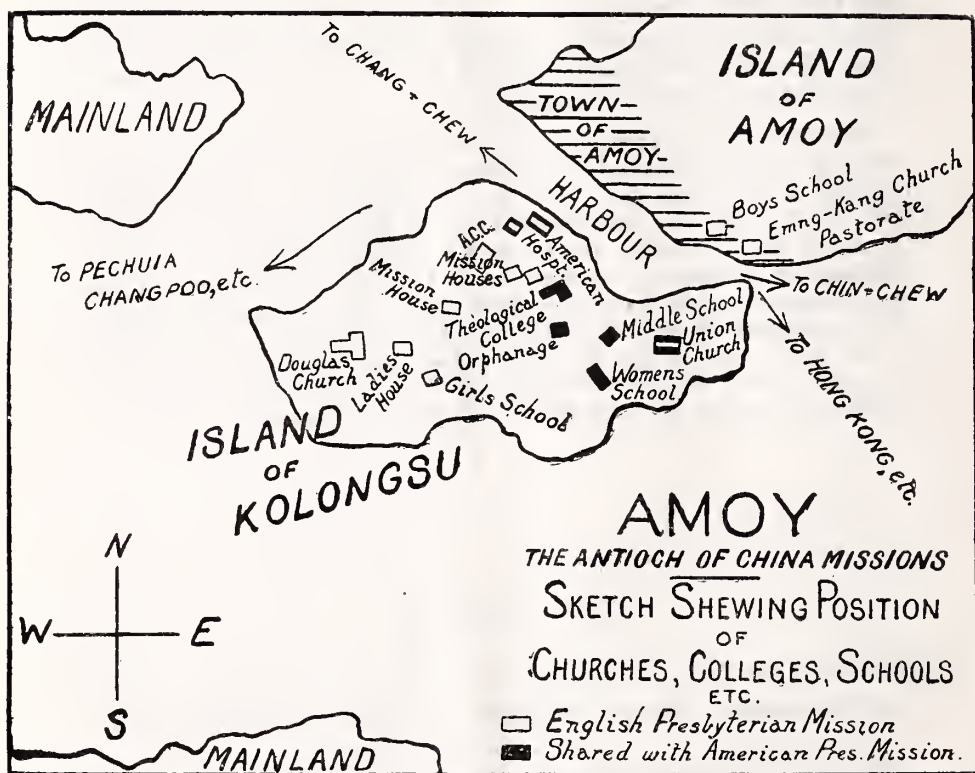 To CHANG-CHEW
MAINLAND
ISLAND
OF
AMOY
TOWN
OF
AMOY
HARBOUR
Boys School
Emng-Kang Church
Pastorate
To PECHUIA
CHANGPOO, etc.
A.C.C.
American
Hospt.
Mission
Houses
Mission
House
Theological
College
Orphanage
To CHIN-CHEW
Middle School
Union
Church
Womens
School
To HONG KONG, etc.
Douglas
Church
Ladies
House
Girls School
ISLAND
OF
KOLONGSU
AMOY
THE ANTIOCH OF CHINA MISSIONS
SKETCH SHEWING POSITION
OF
CHURCHES, COLLEGES, SCHOOLS
ETC.
English Presbyterian Mission
Shared with American Pres. Mission.
N
W E
S
MAINLAND